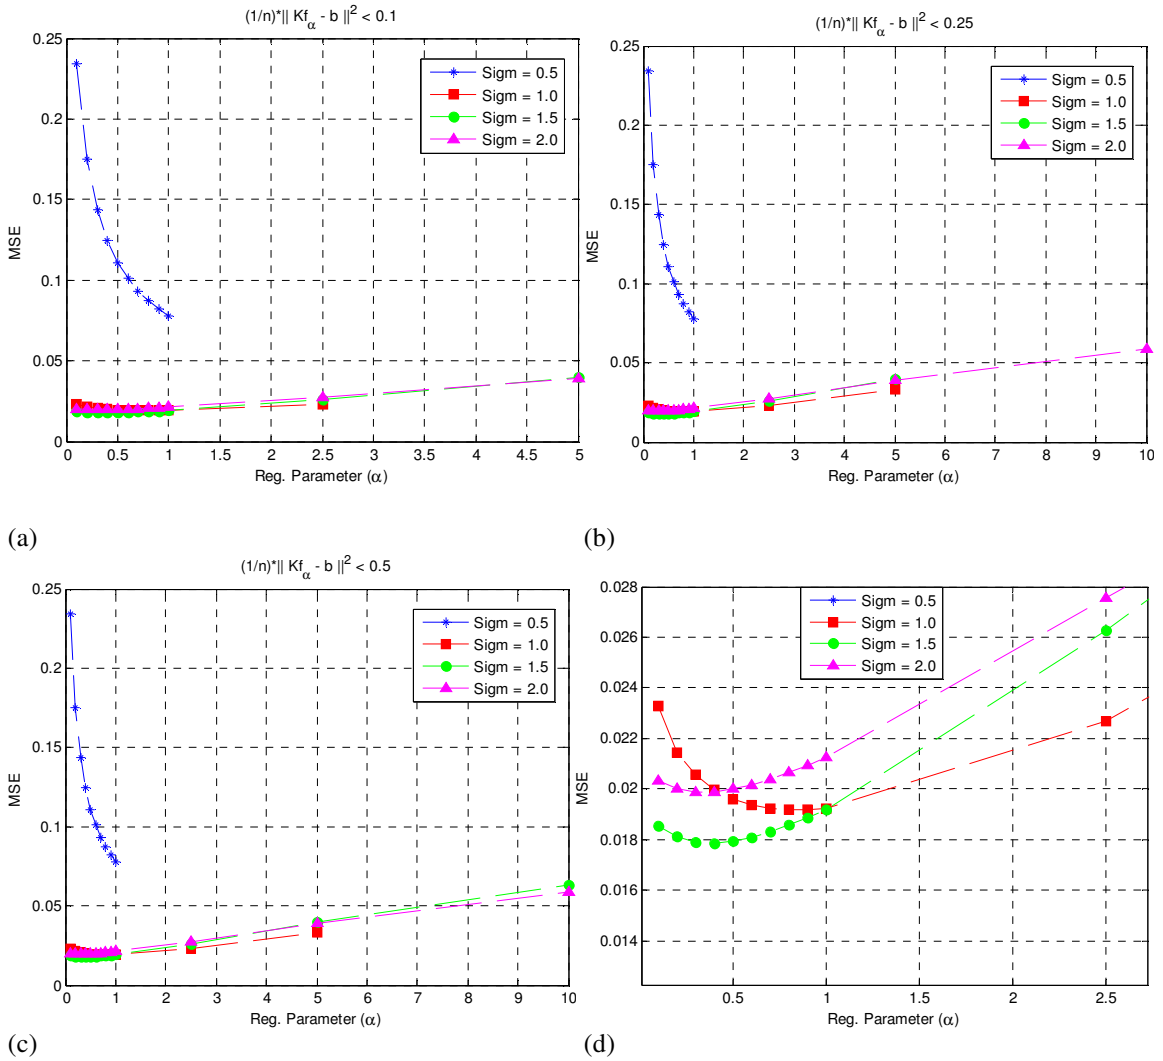 (1/n)*|| Kf_α - b ||^2 < 0.1
0.25
0.2
0.15
0.1
0.05
0
MSE
Sigm = 0.5
Sigm = 1.0
Sigm = 1.5
Sigm = 2.0
0 0.5 1 1.5 2 2.5 3 3.5 4 4.5 5
Reg. Parameter (α)
(a)
(1/n)*|| Kf_α - b ||^2 < 0.25
0.25
0.2
0.15
0.1
0.05
0
MSE
Sigm = 0.5
Sigm = 1.0
Sigm = 1.5
Sigm = 2.0
0 1 2 3 4 5 6 7 8 9 10
Reg. Parameter (α)
(b)
(1/n)*|| Kf_α - b ||^2 < 0.5
0.25
0.2
0.15
0.1
0.05
0
MSE
Sigm = 0.5
Sigm = 1.0
Sigm = 1.5
Sigm = 2.0
0 1 2 3 4 5 6 7 8 9 10
Reg. Parameter (α)
(c)
0.028
0.026
0.024
0.022
0.02
0.018
0.016
0.014
MSE
Sigm = 0.5
Sigm = 1.0
Sigm = 1.5
Sigm = 2.0
0.5 1 1.5 2 2.5
Reg. Parameter (α)
(d)